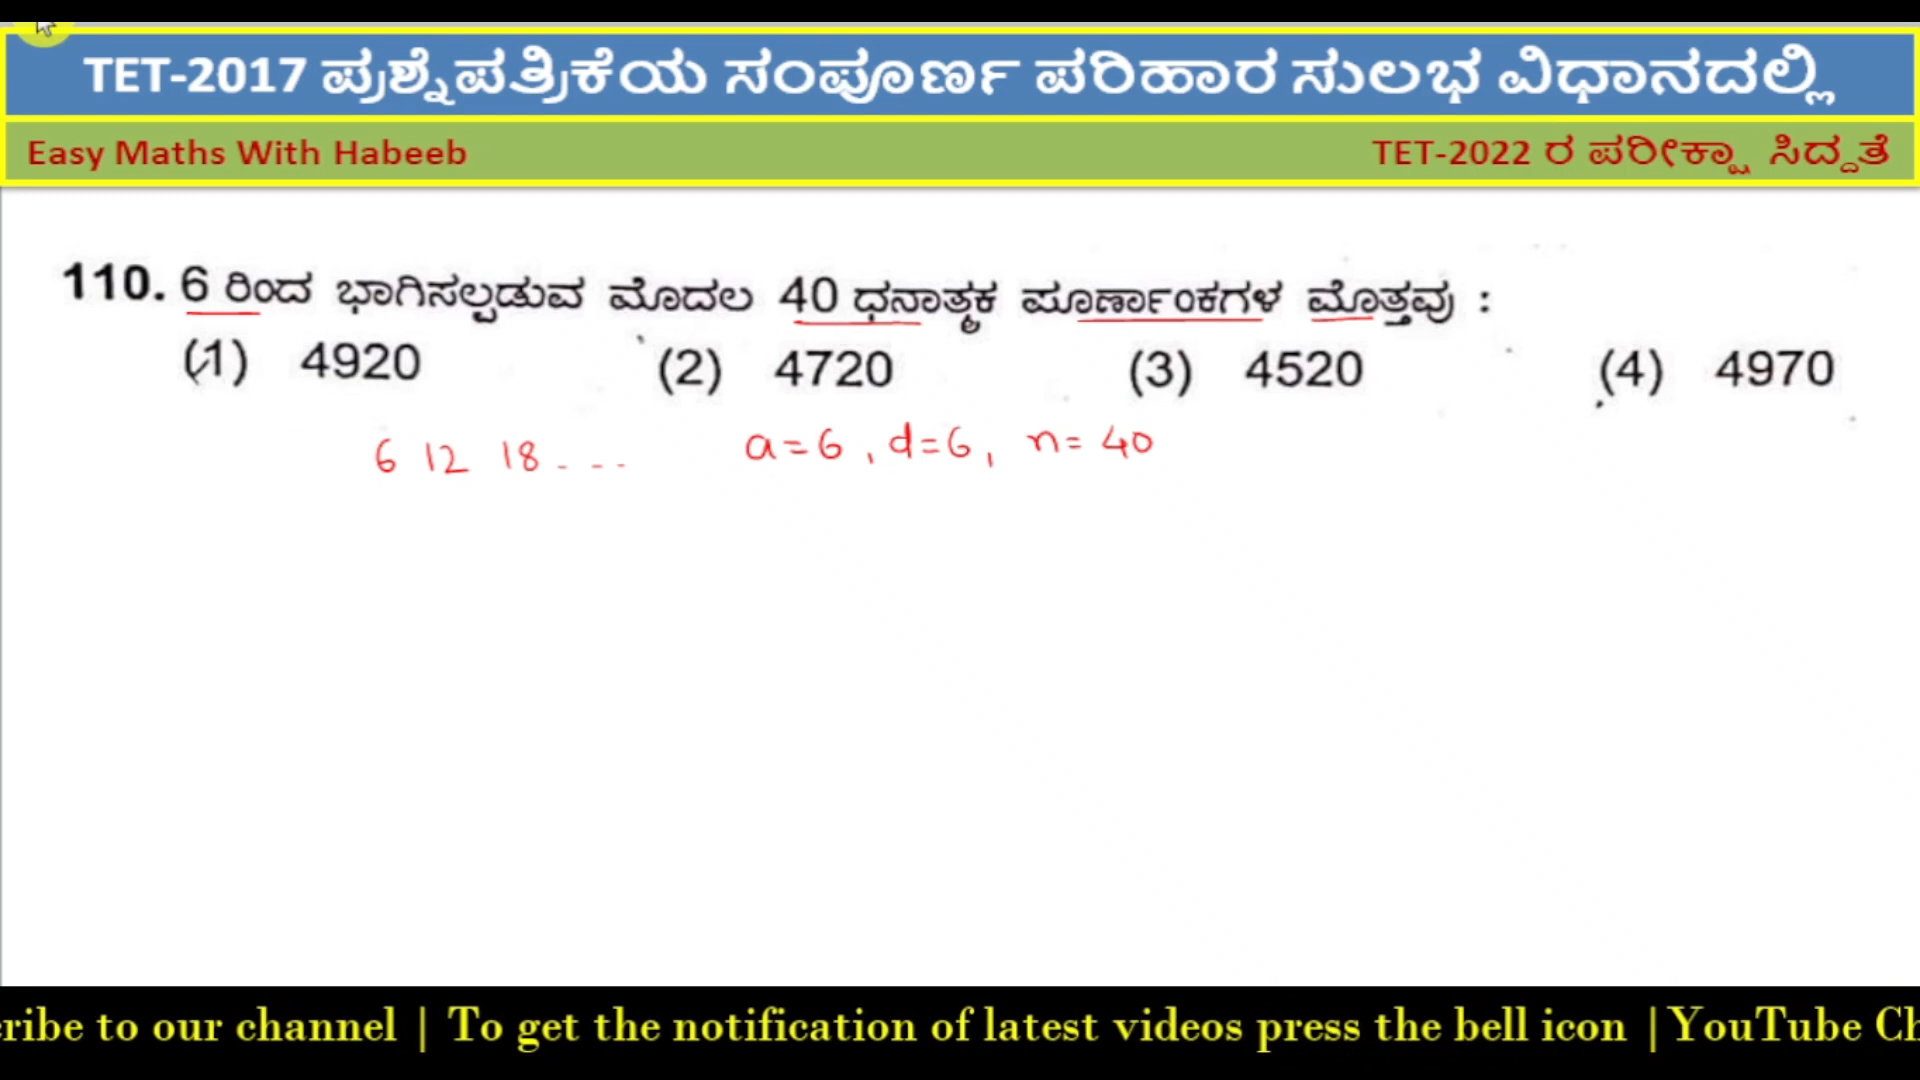 TET-2017 ಪ್ರಶ್ನೆಪತ್ರಿಕೆಯ ಸಂಪೂರ್ಣ ಪರಿಹಾರ ಸುಲಭ ವಿಧಾನದಲ್ಲಿ
Easy Maths With Habeeb TET-2022 ರ ಪರೀಕ್ಷಾ ಸಿದ್ದತೆ
110. 6 ರಿಂದ ಭಾಗಿಸಲ್ಪಡುವ ಮೊದಲ 40 ಧನಾತ್ಮಕ ಪೂರ್ಣಾಂಕಗಳ ಮೊತ್ತವು :
(1) 4920 (2) 4720 (3) 4520 (4) 4970
6 12 18 - - - a=6, d=6, n=40
cribe to our channel | To get the notification of latest videos press the bell icon | YouTube Ch